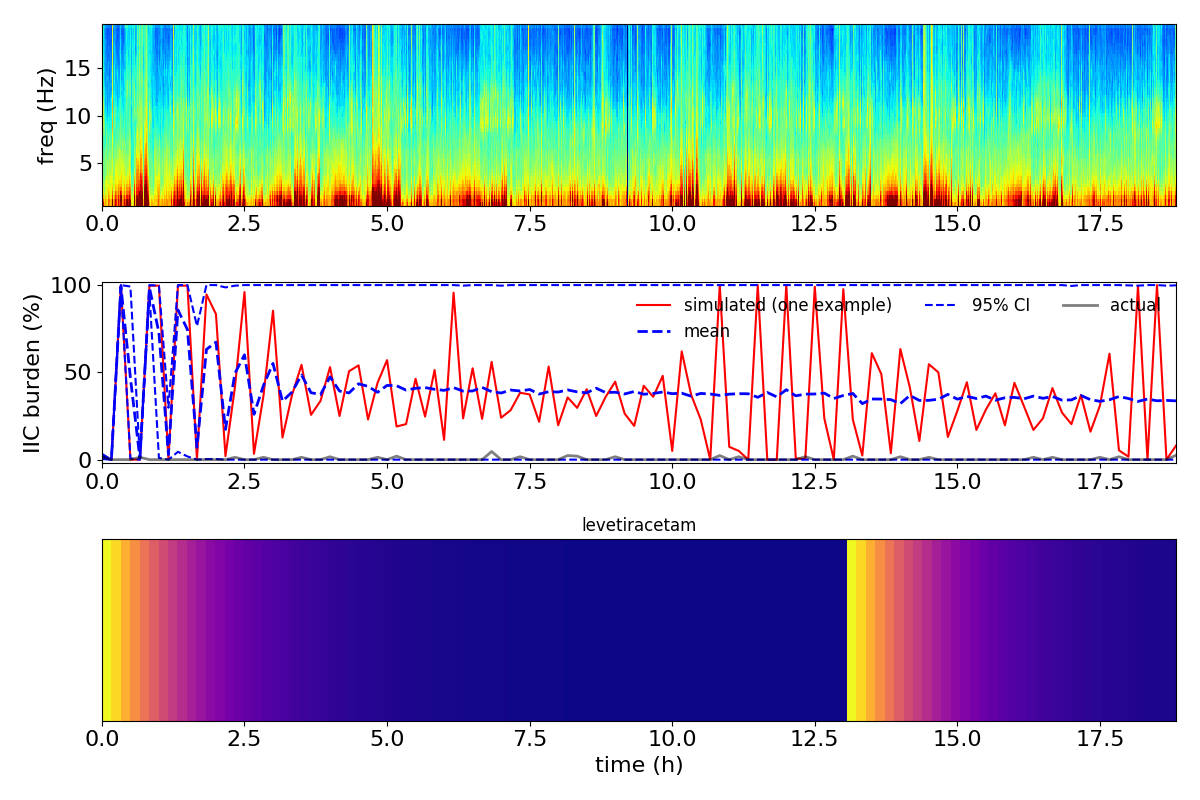 freq (Hz)
15
10
5
0.0 2.5 5.0 7.5 10.0 12.5 15.0 17.5
IIC burden (%)
100
50
0
simulated (one example) 95% CI actual
mean
0.0 2.5 5.0 7.5 10.0 12.5 15.0 17.5
levetiracetam
0.0 2.5 5.0 7.5 10.0 12.5 15.0 17.5
time (h)